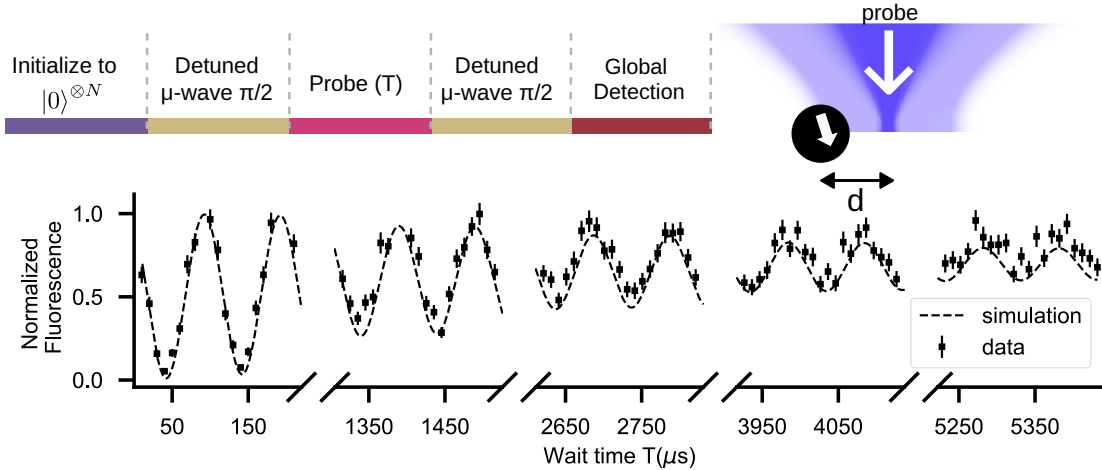 Initialize to
|0⟩⊗N
Detuned
μ-wave π/2
Probe (T)
Detuned
μ-wave π/2
Global
Detection
probe
d
Normalized
Fluorescence
1.0
0.5
0.0
50
150
1350
1450
2650
2750
3950
4050
5250
5350
simulation
data
Wait time T(μs)